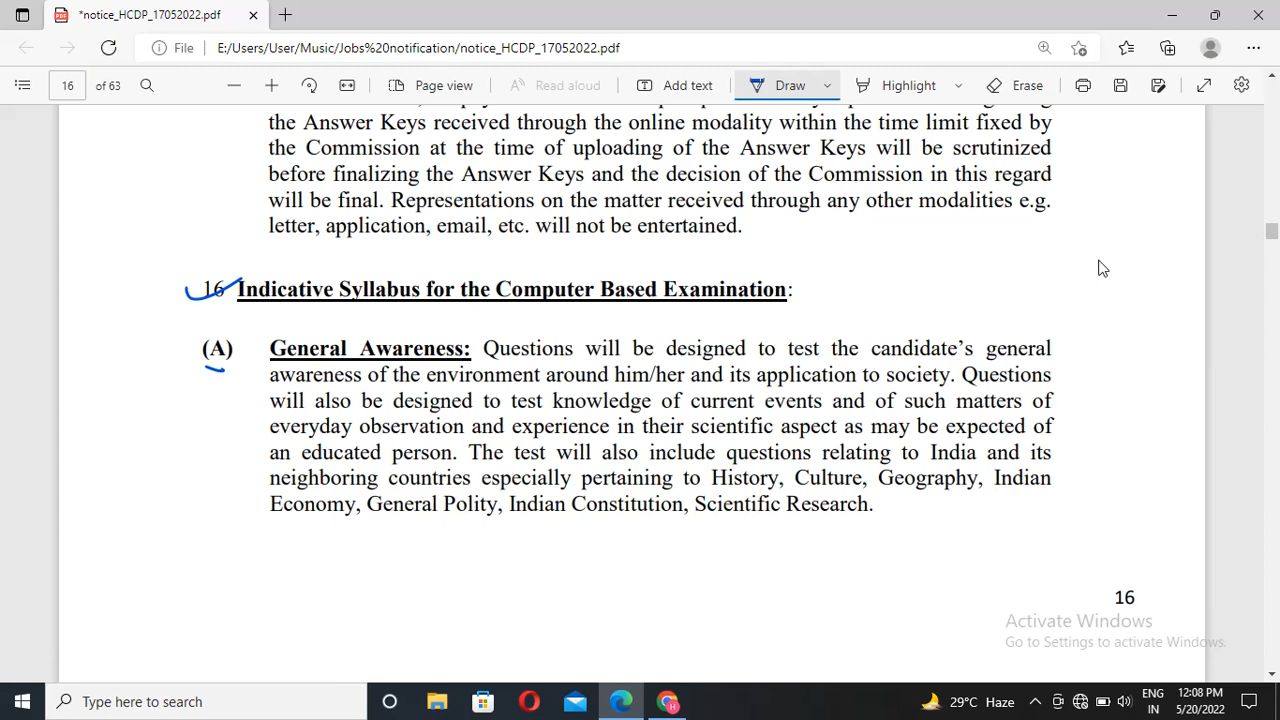 *notice_HCDP_17052022.pdf
File E:/Users/User/Music/Jobs%20notification/notice_HCDP_17052022.pdf
16 of 63 Page view Read aloud Add text Draw Highlight Erase
the Answer Keys received through the online modality within the time limit fixed by
the Commission at the time of uploading of the Answer Keys will be scrutinized
before finalizing the Answer Keys and the decision of the Commission in this regard
will be final. Representations on the matter received through any other modalities e.g.
letter, application, email, etc. will not be entertained.
16 Indicative Syllabus for the Computer Based Examination:
(A) General Awareness: Questions will be designed to test the candidate's general
awareness of the environment around him/her and its application to society. Questions
will also be designed to test knowledge of current events and of such matters of
everyday observation and experience in their scientific aspect as may be expected of
an educated person. The test will also include questions relating to India and its
neighboring countries especially pertaining to History, Culture, Geography, Indian
Economy, General Polity, Indian Constitution, Scientific Research.
16
Activate Windows
Go to Settings to activate Windows.
Type here to search
29°C Haze
ENG
IN
12:08 PM
5/20/2022